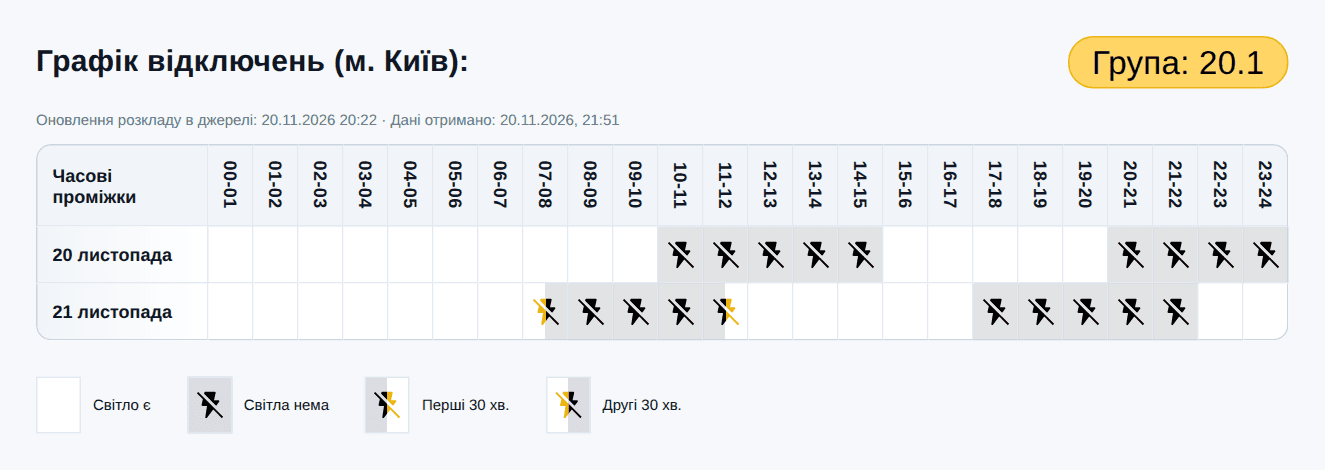 Графік відключень (м. Київ):
Група: 20.1
Оновлення розкладу в джерелі: 20.11.2026 20:22 · Дані отримано: 20.11.2026, 21:51
Часові
проміжки
00-01
01-02
02-03
03-04
04-05
05-06
06-07
07-08
08-09
09-10
10-11
11-12
12-13
13-14
14-15
15-16
16-17
17-18
18-19
19-20
20-21
21-22
22-23
23-24
20 листопада
21 листопада
Світло є
Світла нема
Перші 30 хв.
Другі 30 хв.